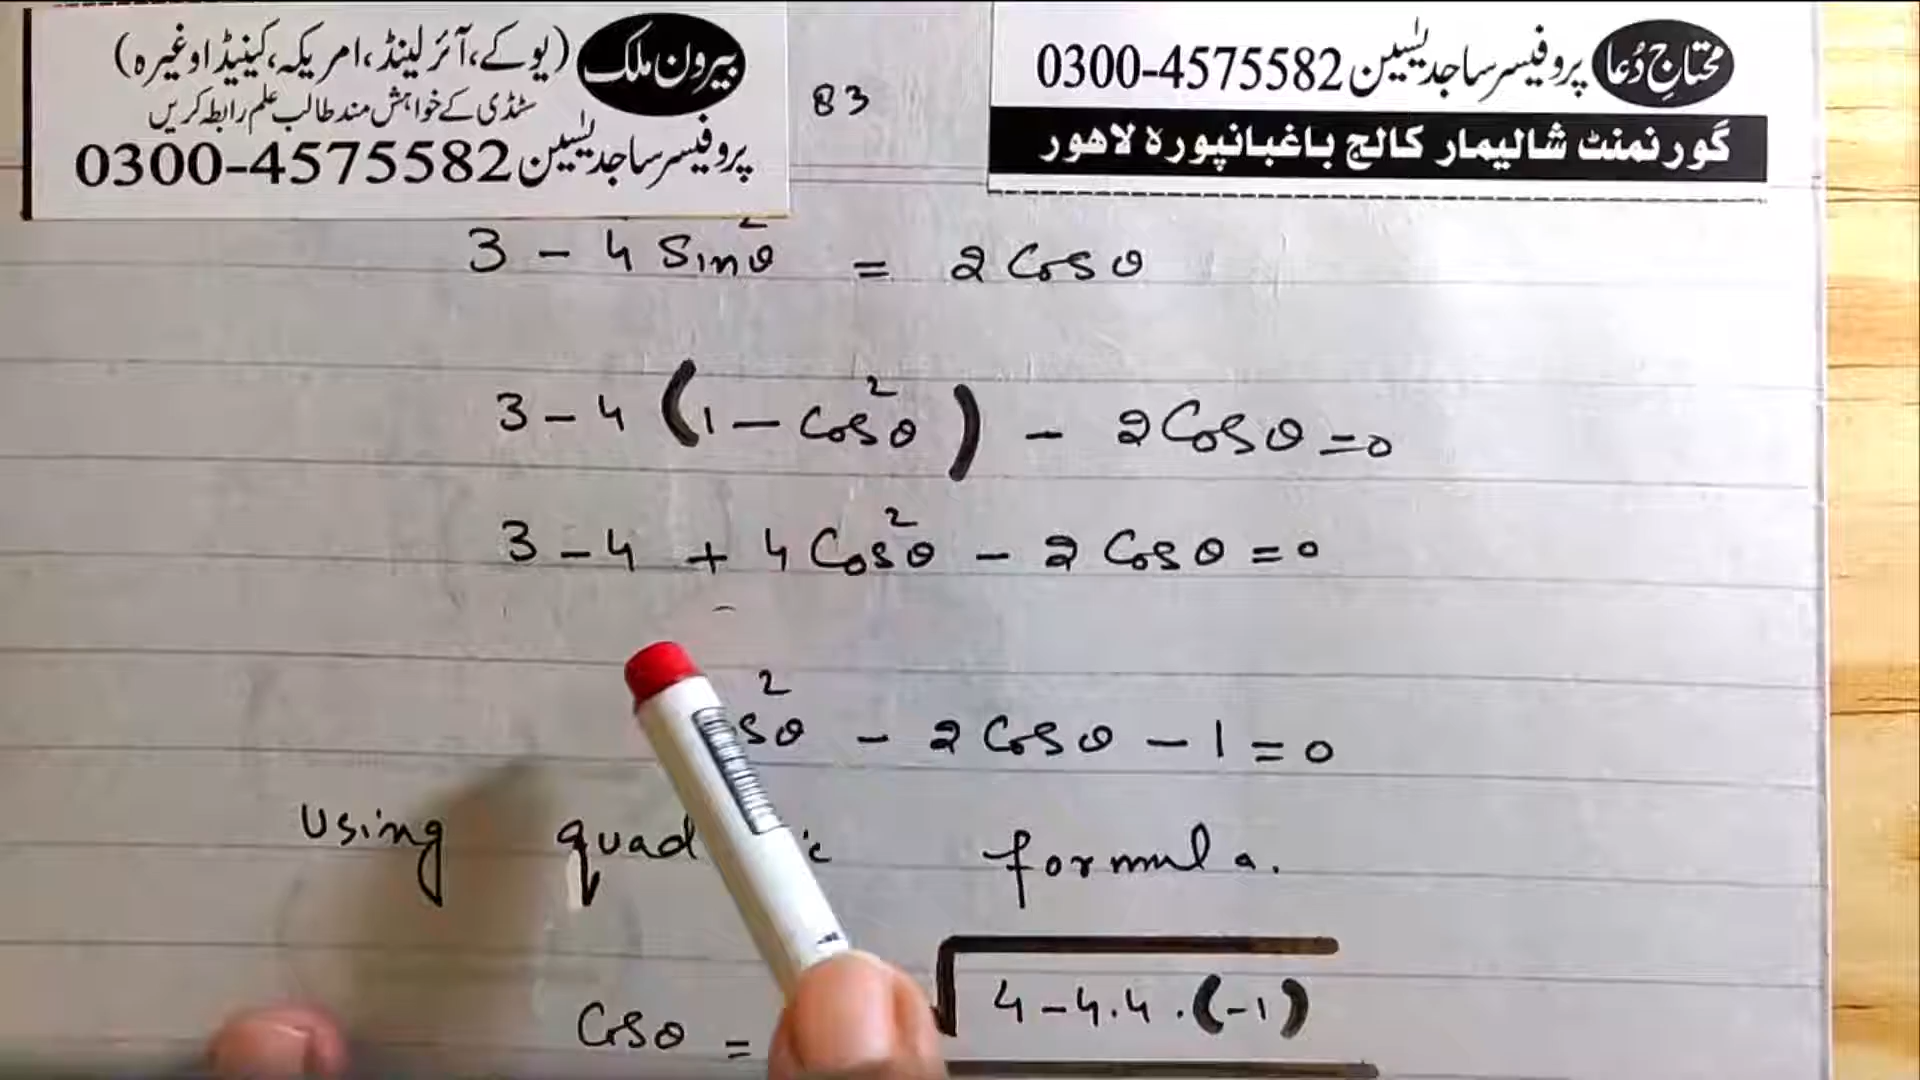 بیرون ملک (یوکے، آئرلینڈ، امریکہ، کینیڈا وغیرہ)
سٹڈی کے خواہش مند طالب علم رابطہ کریں
پروفیسر ساجد یٰسین 0300-4575582
83
محتاجِ دُعا پروفیسر ساجد یٰسین 0300-4575582
گورنمنٹ شالیمار کالج باغبانپورہ لاہور
3 - 4 Sin²θ = 2 Cosθ
3 - 4 (1 - Cos²θ) - 2 Cosθ = 0
3 - 4 + 4 Cos²θ - 2 Cosθ = 0
sθ² - 2 Cosθ - 1 = 0
Using formula.
Cosθ = √4 - 4.4.(-1)